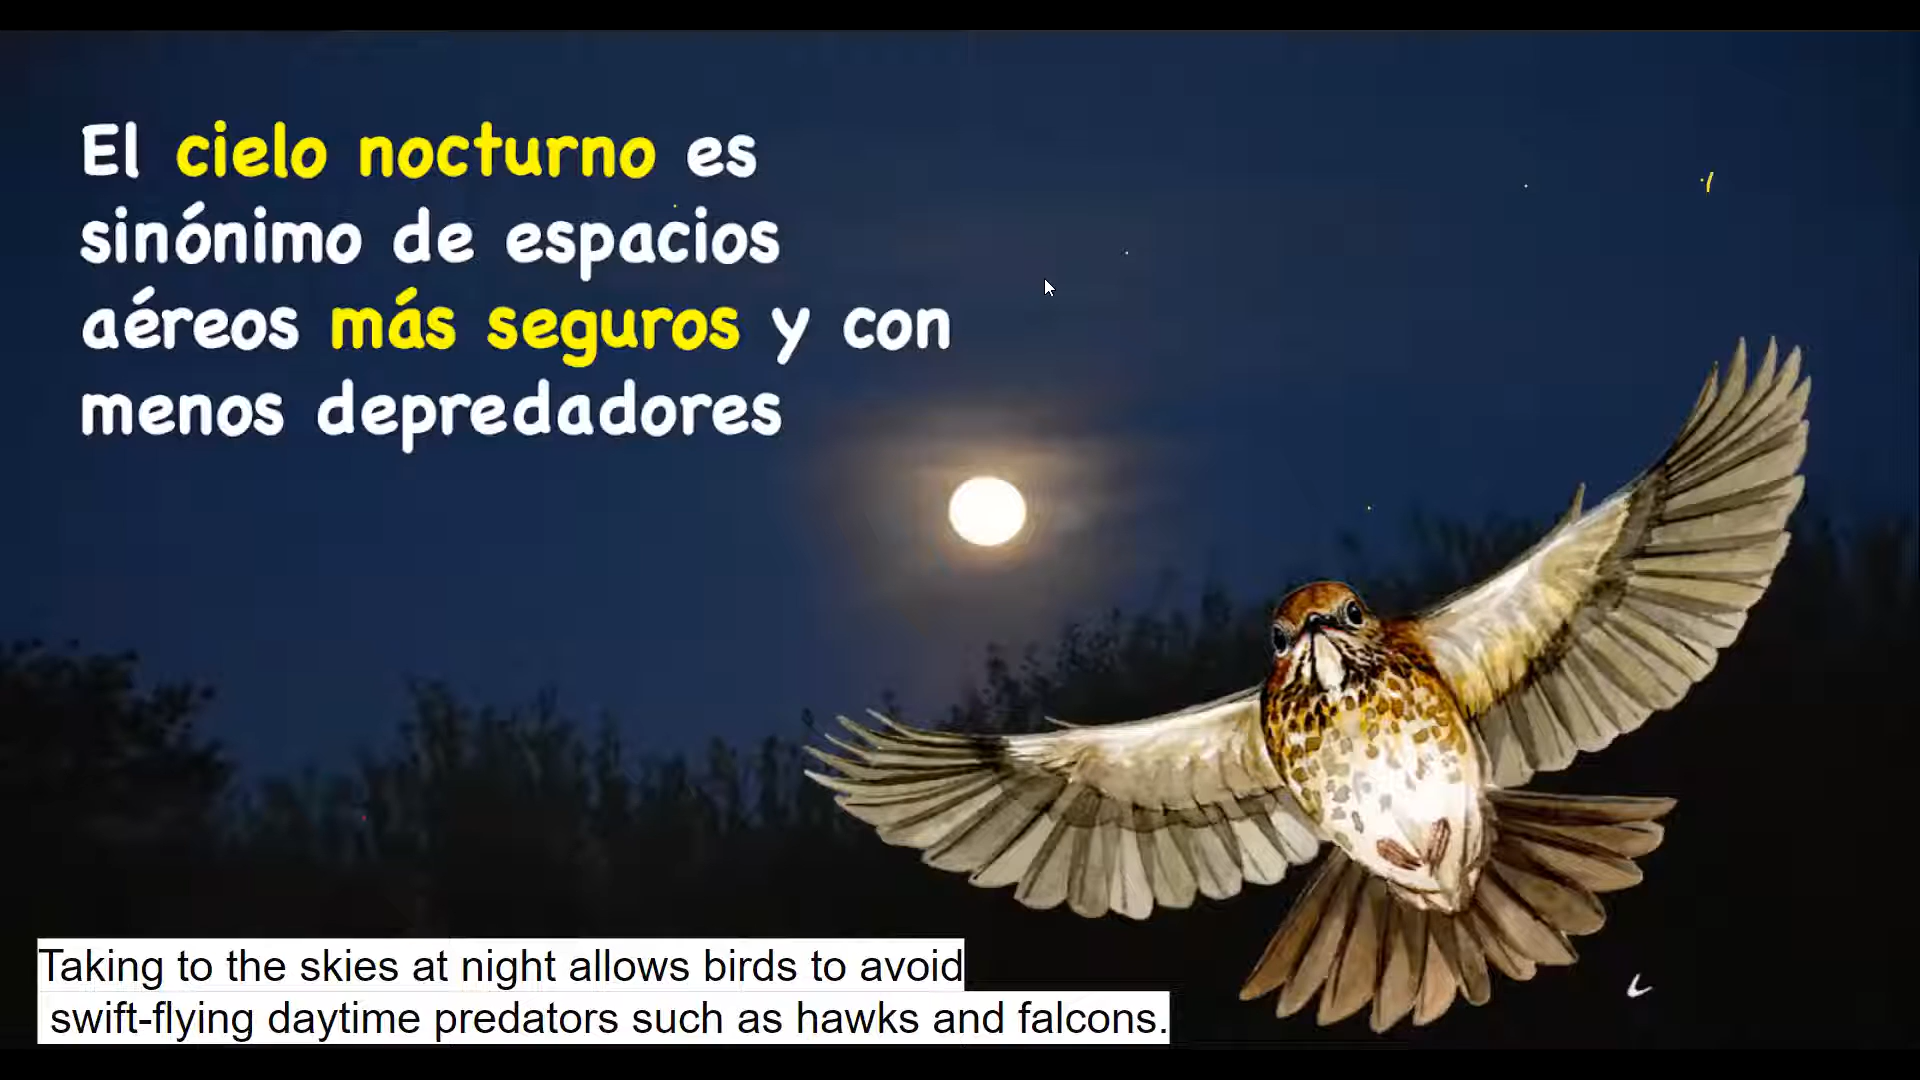 El cielo nocturno es
sinónimo de espacios
aéreos más seguros y con
menos depredadores
Taking to the skies at night allows birds to avoid
swift-flying daytime predators such as hawks and falcons.